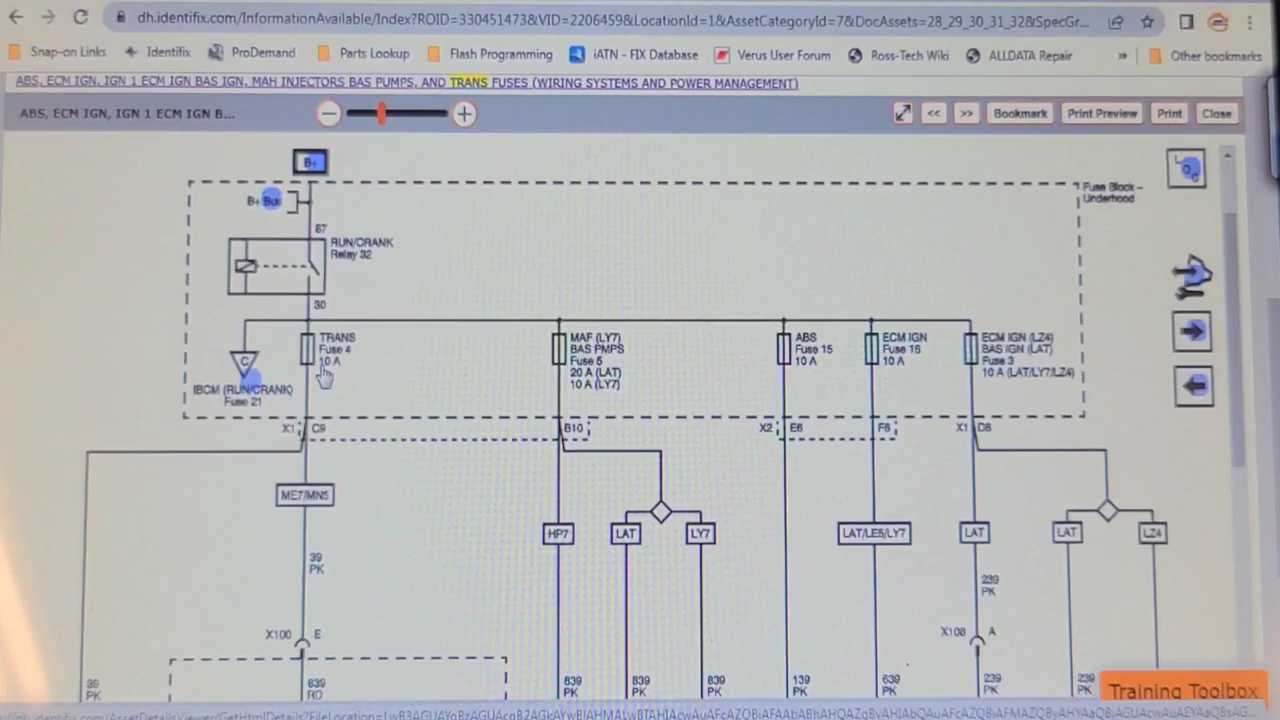 dh.identifix.com/InformationAvailable/Index?ROID=330451473&VID=2206459&LocationId=1&AssetCategoryId=7&DocAssets=28_29_30_31_32&SpecGr...
Snap-on Links Identifix ProDemand Parts Lookup Flash Programming iATN - FIX Database Verus User Forum Ross-Tech Wiki ALLDATA Repair » Other bookmarks
ABS, ECM IGN, IGN 1 ECM IGN BAS IGN, MAH INJECTORS BAS PUMPS, AND TRANS FUSES (WIRING SYSTEMS AND POWER MANAGEMENT)
ABS, ECM IGN, IGN 1 ECM IGN B... << >> Bookmark Print Preview Print Close
B+
Fuse Block –
Underhood
B+ Bus
87
RUN/CRANK
Relay 32
30
TRANS
Fuse 4
10 A
MAF (LY7)
BAS PMPS
Fuse 5
20 A (LAT)
10 A (LY7)
ABS
Fuse 15
10 A
ECM IGN
Fuse 16
10 A
ECM IGN (LZ4)
BAS IGN (LAT)
Fuse 3
10 A (LAT/LY7/LZ4)
C
IBCM (RUN/CRANK)
Fuse 21
X1 C9 B10 X2 E6 F6 X1 D8
ME7/MN5
HP7 LAT LY7 LAT/LE5/LY7 LAT LAT LZ4
39
PK
239
PK
X100 E
X108 A
39
PK
839
RD
839
PK
839
PK
839
PK
139
PK
639
PK
239
PK
239
PK
Training Toolbox